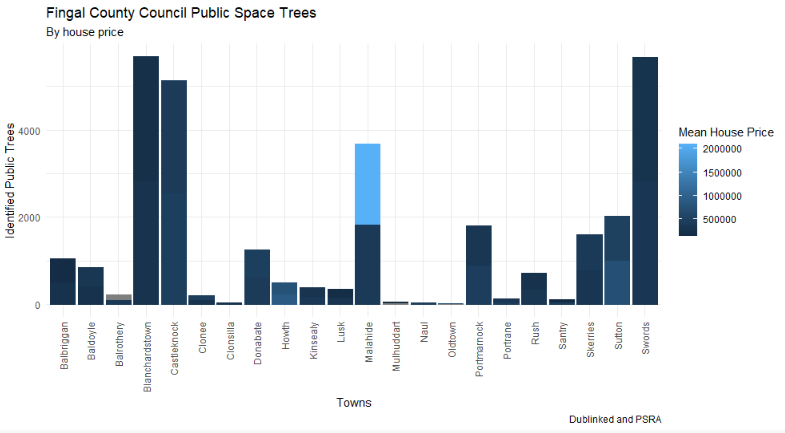 Fingal County Council Public Space Trees
By house price
Identified Public Trees
4000
2000
0
Mean House Price
2000000
1500000
1000000
500000
Balbriggan
Baldoyle
Balrothery
Blanchardstown
Castleknock
Clonee
Clonsilla
Donabate
Howth
Kinsealy
Lusk
Malahide
Mulhuddart
Naul
Oldtown
Portmarnock
Portrane
Rush
Santry
Skerries
Sutton
Swords
Towns
Dublinked and PSRA